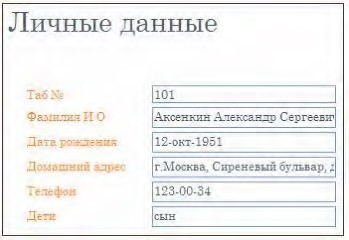 Личные данные
Таб № 101
Фамилия И О Аксенкин Александр Сергеевич
Дата рождения 12-окт-1951
Домашний адрес г.Москва, Сиреневый бульвар, д
Телефон 123-00-34
Дети сын